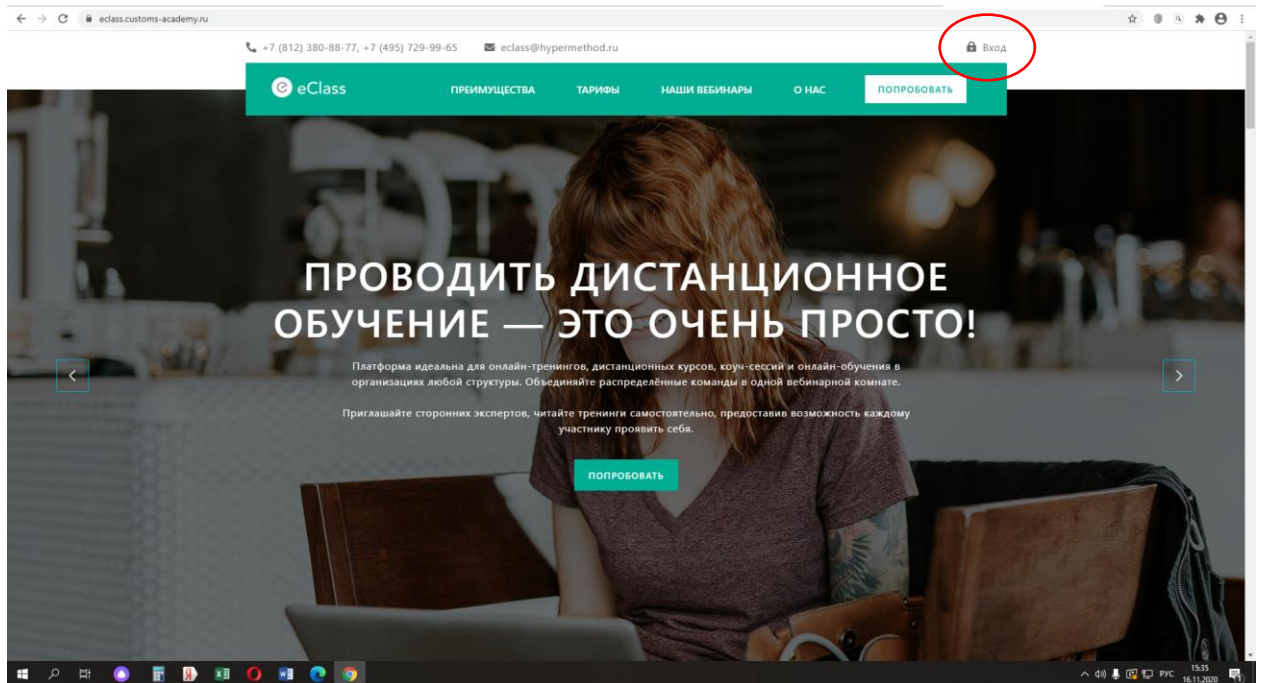 eclass.customs-academy.ru
+7 (812) 380-88-77, +7 (495) 729-99-65 eclass@hypermethod.ru Вход
eClass ПРЕИМУЩЕСТВА ТАРИФЫ НАШИ ВЕБИНАРЫ О НАС ПОПРОБОВАТЬ
ПРОВОДИТЬ ДИСТАНЦИОННОЕ
ОБУЧЕНИЕ — ЭТО ОЧЕНЬ ПРОСТО!
Платформа идеальна для онлайн-тренингов, дистанционных курсов, коуч-сессий и онлайн-обучения в
организациях любой структуры. Объединяйте распределённые команды в одной вебинарной комнате.
Приглашайте сторонних экспертов, читайте тренинги самостоятельно, предоставив возможность каждому
участнику проявить себя.
ПОПРОБОВАТЬ
РУС 15:35
16.11.2020